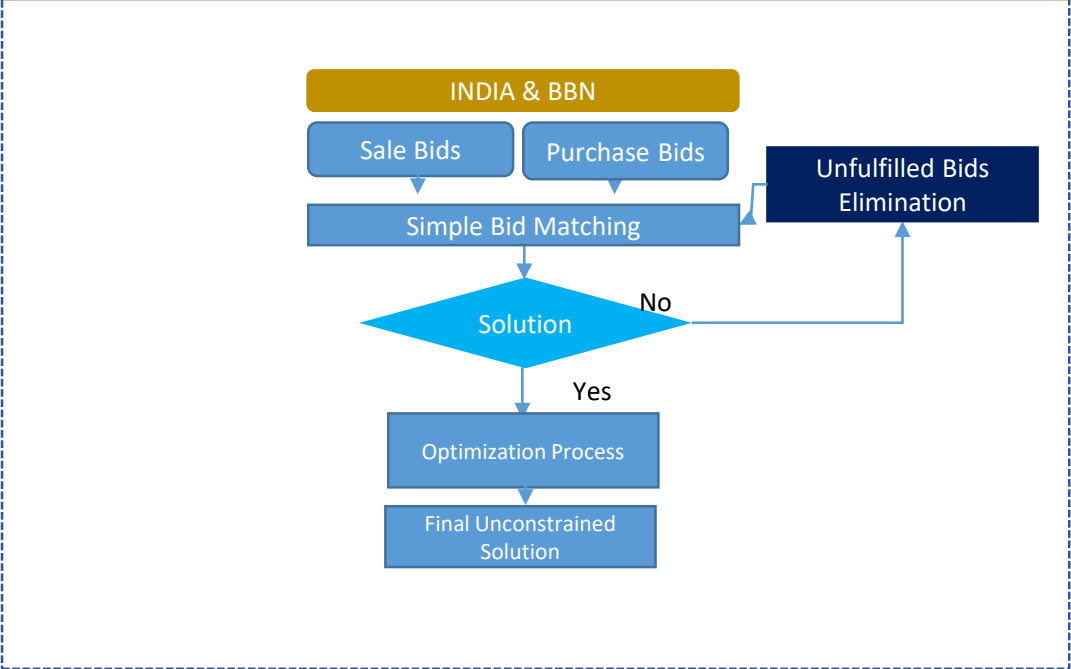 INDIA & BBN
Sale Bids
Purchase Bids
Unfulfilled Bids
Elimination
Simple Bid Matching
No
Solution
Yes
Optimization Process
Final Unconstrained
Solution